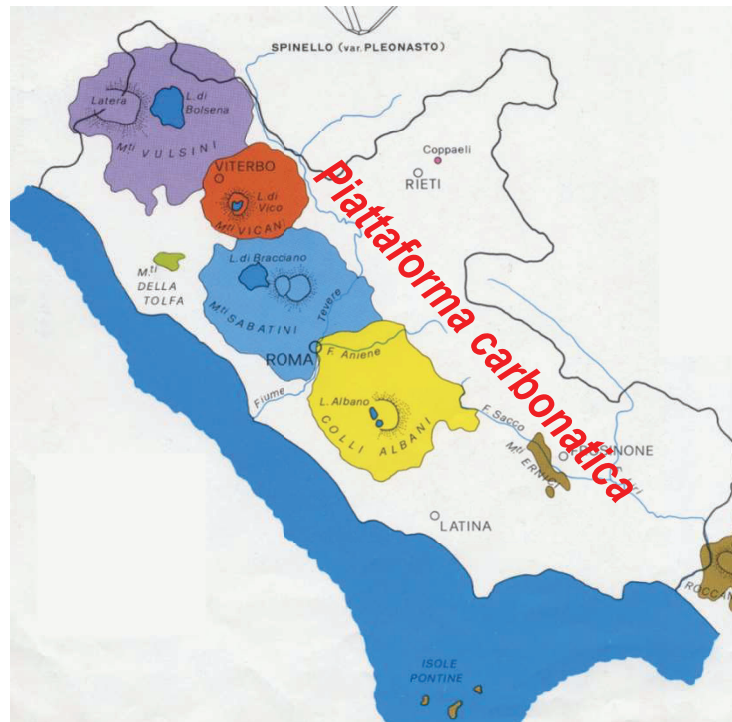 SPINELLO (var. PLEONASTO)
Latera
L. di
Bolsena
Mti VULSINI
VITERBO
L. di
Vico
Mti VICANI
Coppaeli
RIETI
Piattaforma carbonatica
L. di Bracciano
Mti SABATINI
Tevere
M.ti
DELLA
TOLFA
ROMA
F. Aniene
Fiume
L. Albano
COLLI ALBANI
F. Sacco
Mti ERNICI
LATINA
ISOLE
PONTINE